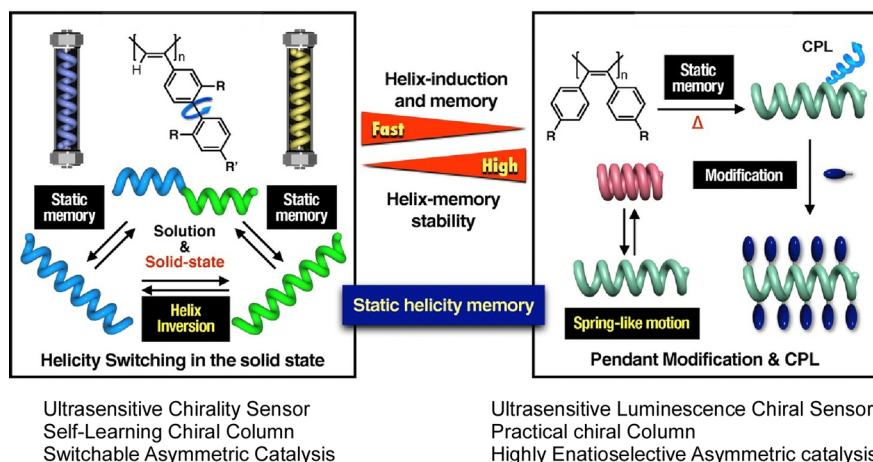 n
H
R
R
R'
Static
memory
Static
memory
Solution
&
Solid-state
Helix
Inversion
Helicity Switching in the solid state
Helix-induction
and memory
Fast
High
Helix-memory
stability
Static helicity memory
n
R
R
Static
memory
Δ
CPL
Modification
Spring-like motion
Pendant Modification & CPL
Ultrasensitive Chirality Sensor
Self-Learning Chiral Column
Switchable Asymmetric Catalysis
Ultrasensitive Luminescence Chiral Sensor
Practical chiral Column
Highly Enatioselective Asymmetric catalysis